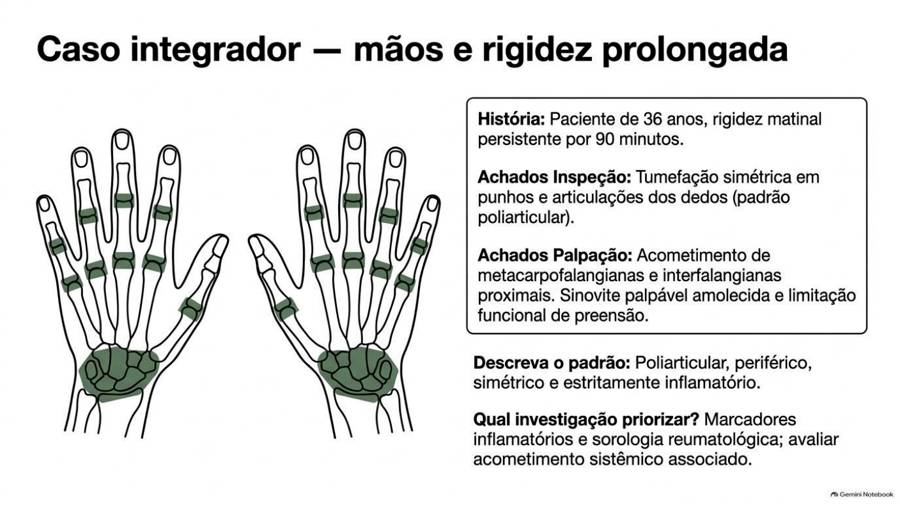 Caso integrador — mãos e rigidez prolongada
História: Paciente de 36 anos, rigidez matinal
persistente por 90 minutos.
Achados Inspeção: Tumefação simétrica em
punhos e articulações dos dedos (padrão
poliarticular).
Achados Palpação: Acometimento de
metacarpofalangianas e interfalangianas
proximais. Sinovite palpável amolecida e limitação
funcional de preensão.
Descreva o padrão: Poliarticular, periférico,
simétrico e estritamente inflamatório.
Qual investigação priorizar? Marcadores
inflamatórios e sorologia reumatológica; avaliar
acometimento sistêmico associado.
Gemini Notebook